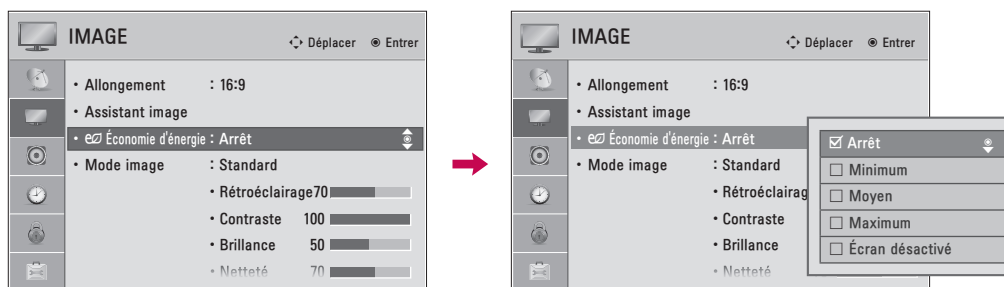 IMAGE
Déplacer Entrer
• Allongement : 16:9
• Assistant image
• Économie d'énergie : Arrêt
• Mode image : Standard
• Rétroéclairage70
• Contraste 100
• Brillance 50
• Netteté 70
IMAGE
Déplacer Entrer
• Allongement : 16:9
• Assistant image
• Économie d'énergie : Arrêt
• Mode image : Standard
• Rétroéclairag
• Contraste
• Brillance
• Netteté
Arrêt
Minimum
Moyen
Maximum
Écran désactivé